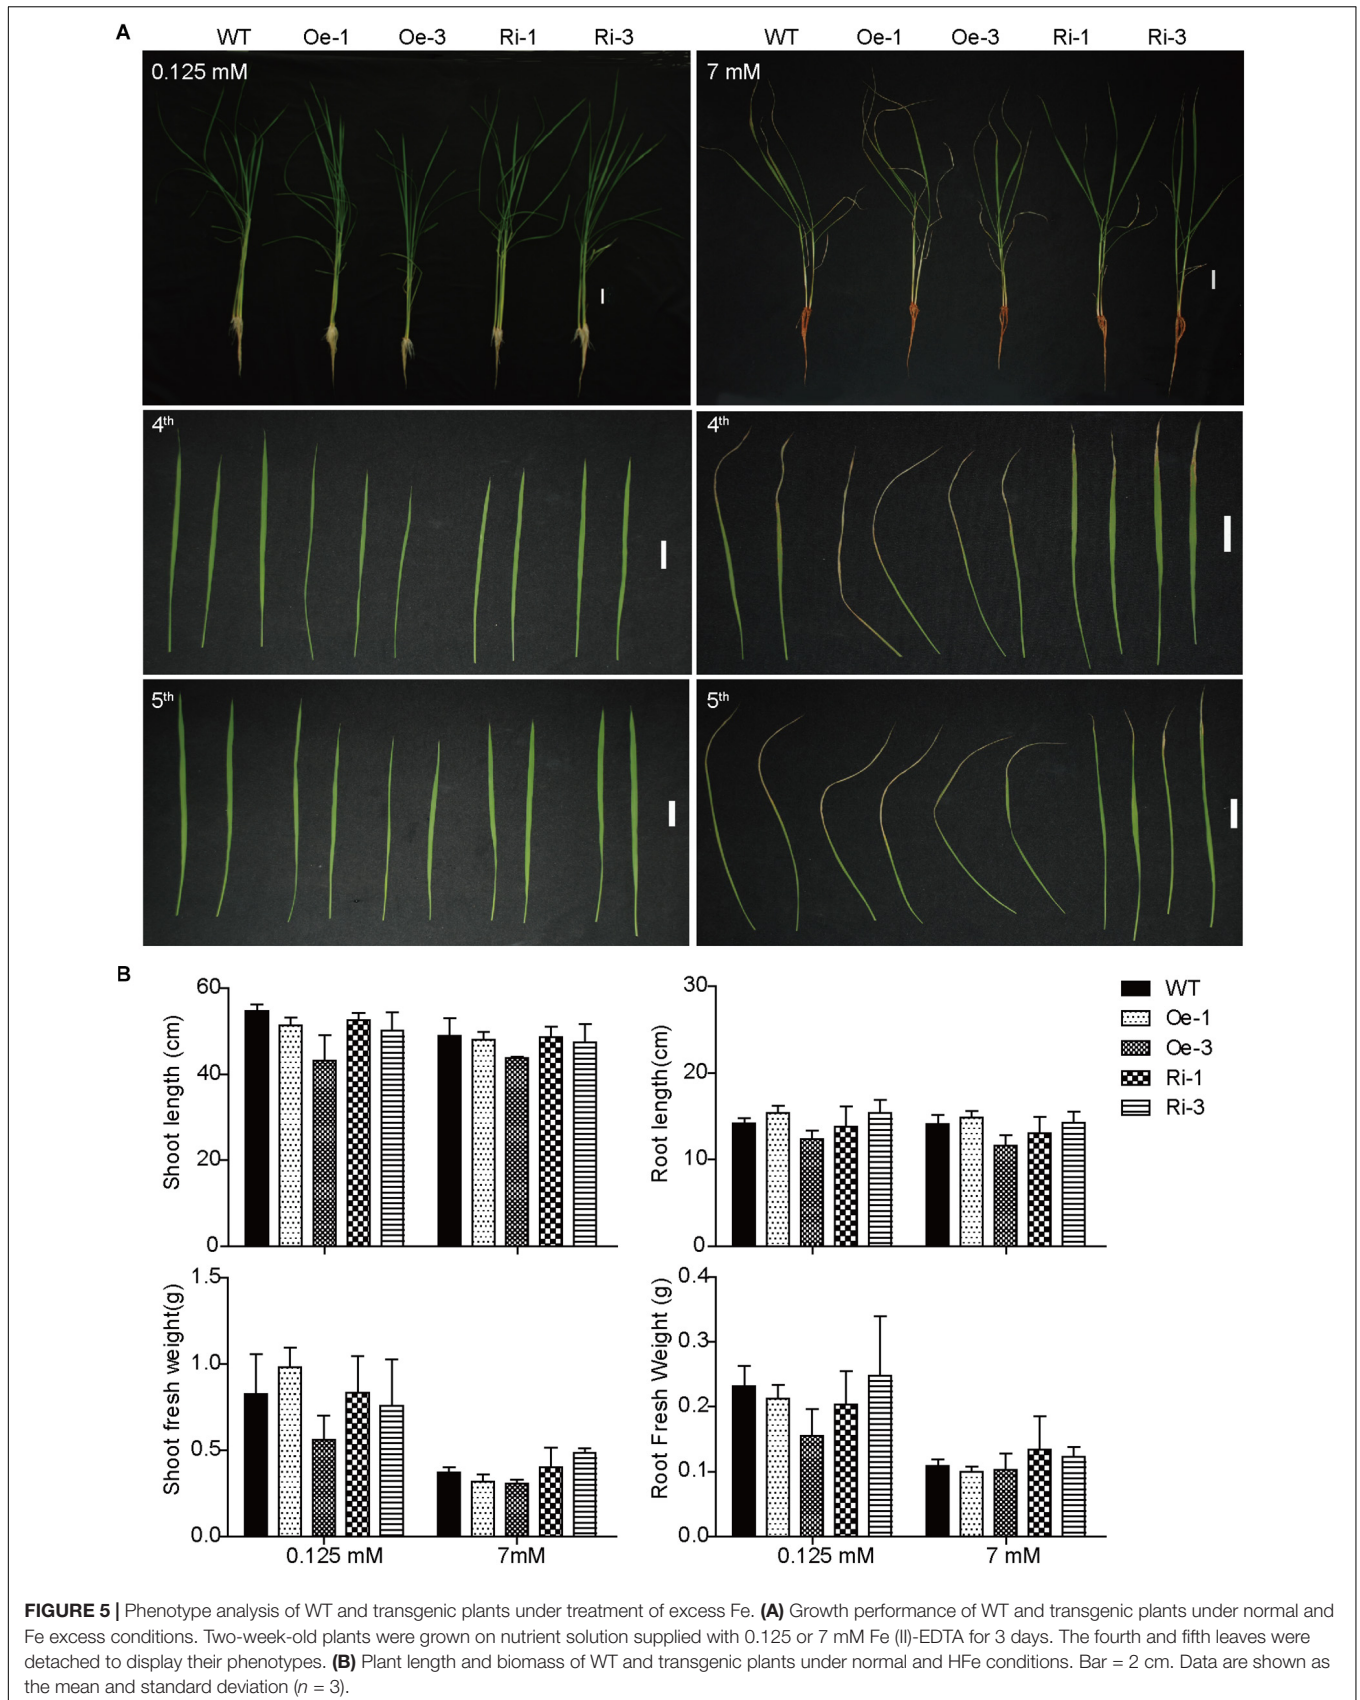 A
WT Oe-1 Oe-3 Ri-1 Ri-3 WT Oe-1 Oe-3 Ri-1 Ri-3
0.125 mM 7 mM
4th 4th
5th 5th
B
60
40
20
0
Shoot length (cm)
30
20
10
0
Root length(cm)
WT
Oe-1
Oe-3
Ri-1
Ri-3
1.5
1.0
0.5
0.0
Shoot fresh weight(g)
0.125 mM 7mM
0.4
0.3
0.2
0.1
0.0
Root Fresh Weight (g)
0.125 mM 7 mM
FIGURE 5 | Phenotype analysis of WT and transgenic plants under treatment of excess Fe. (A) Growth performance of WT and transgenic plants under normal and
Fe excess conditions. Two-week-old plants were grown on nutrient solution supplied with 0.125 or 7 mM Fe (II)-EDTA for 3 days. The fourth and fifth leaves were
detached to display their phenotypes. (B) Plant length and biomass of WT and transgenic plants under normal and HFe conditions. Bar = 2 cm. Data are shown as
the mean and standard deviation (n = 3).